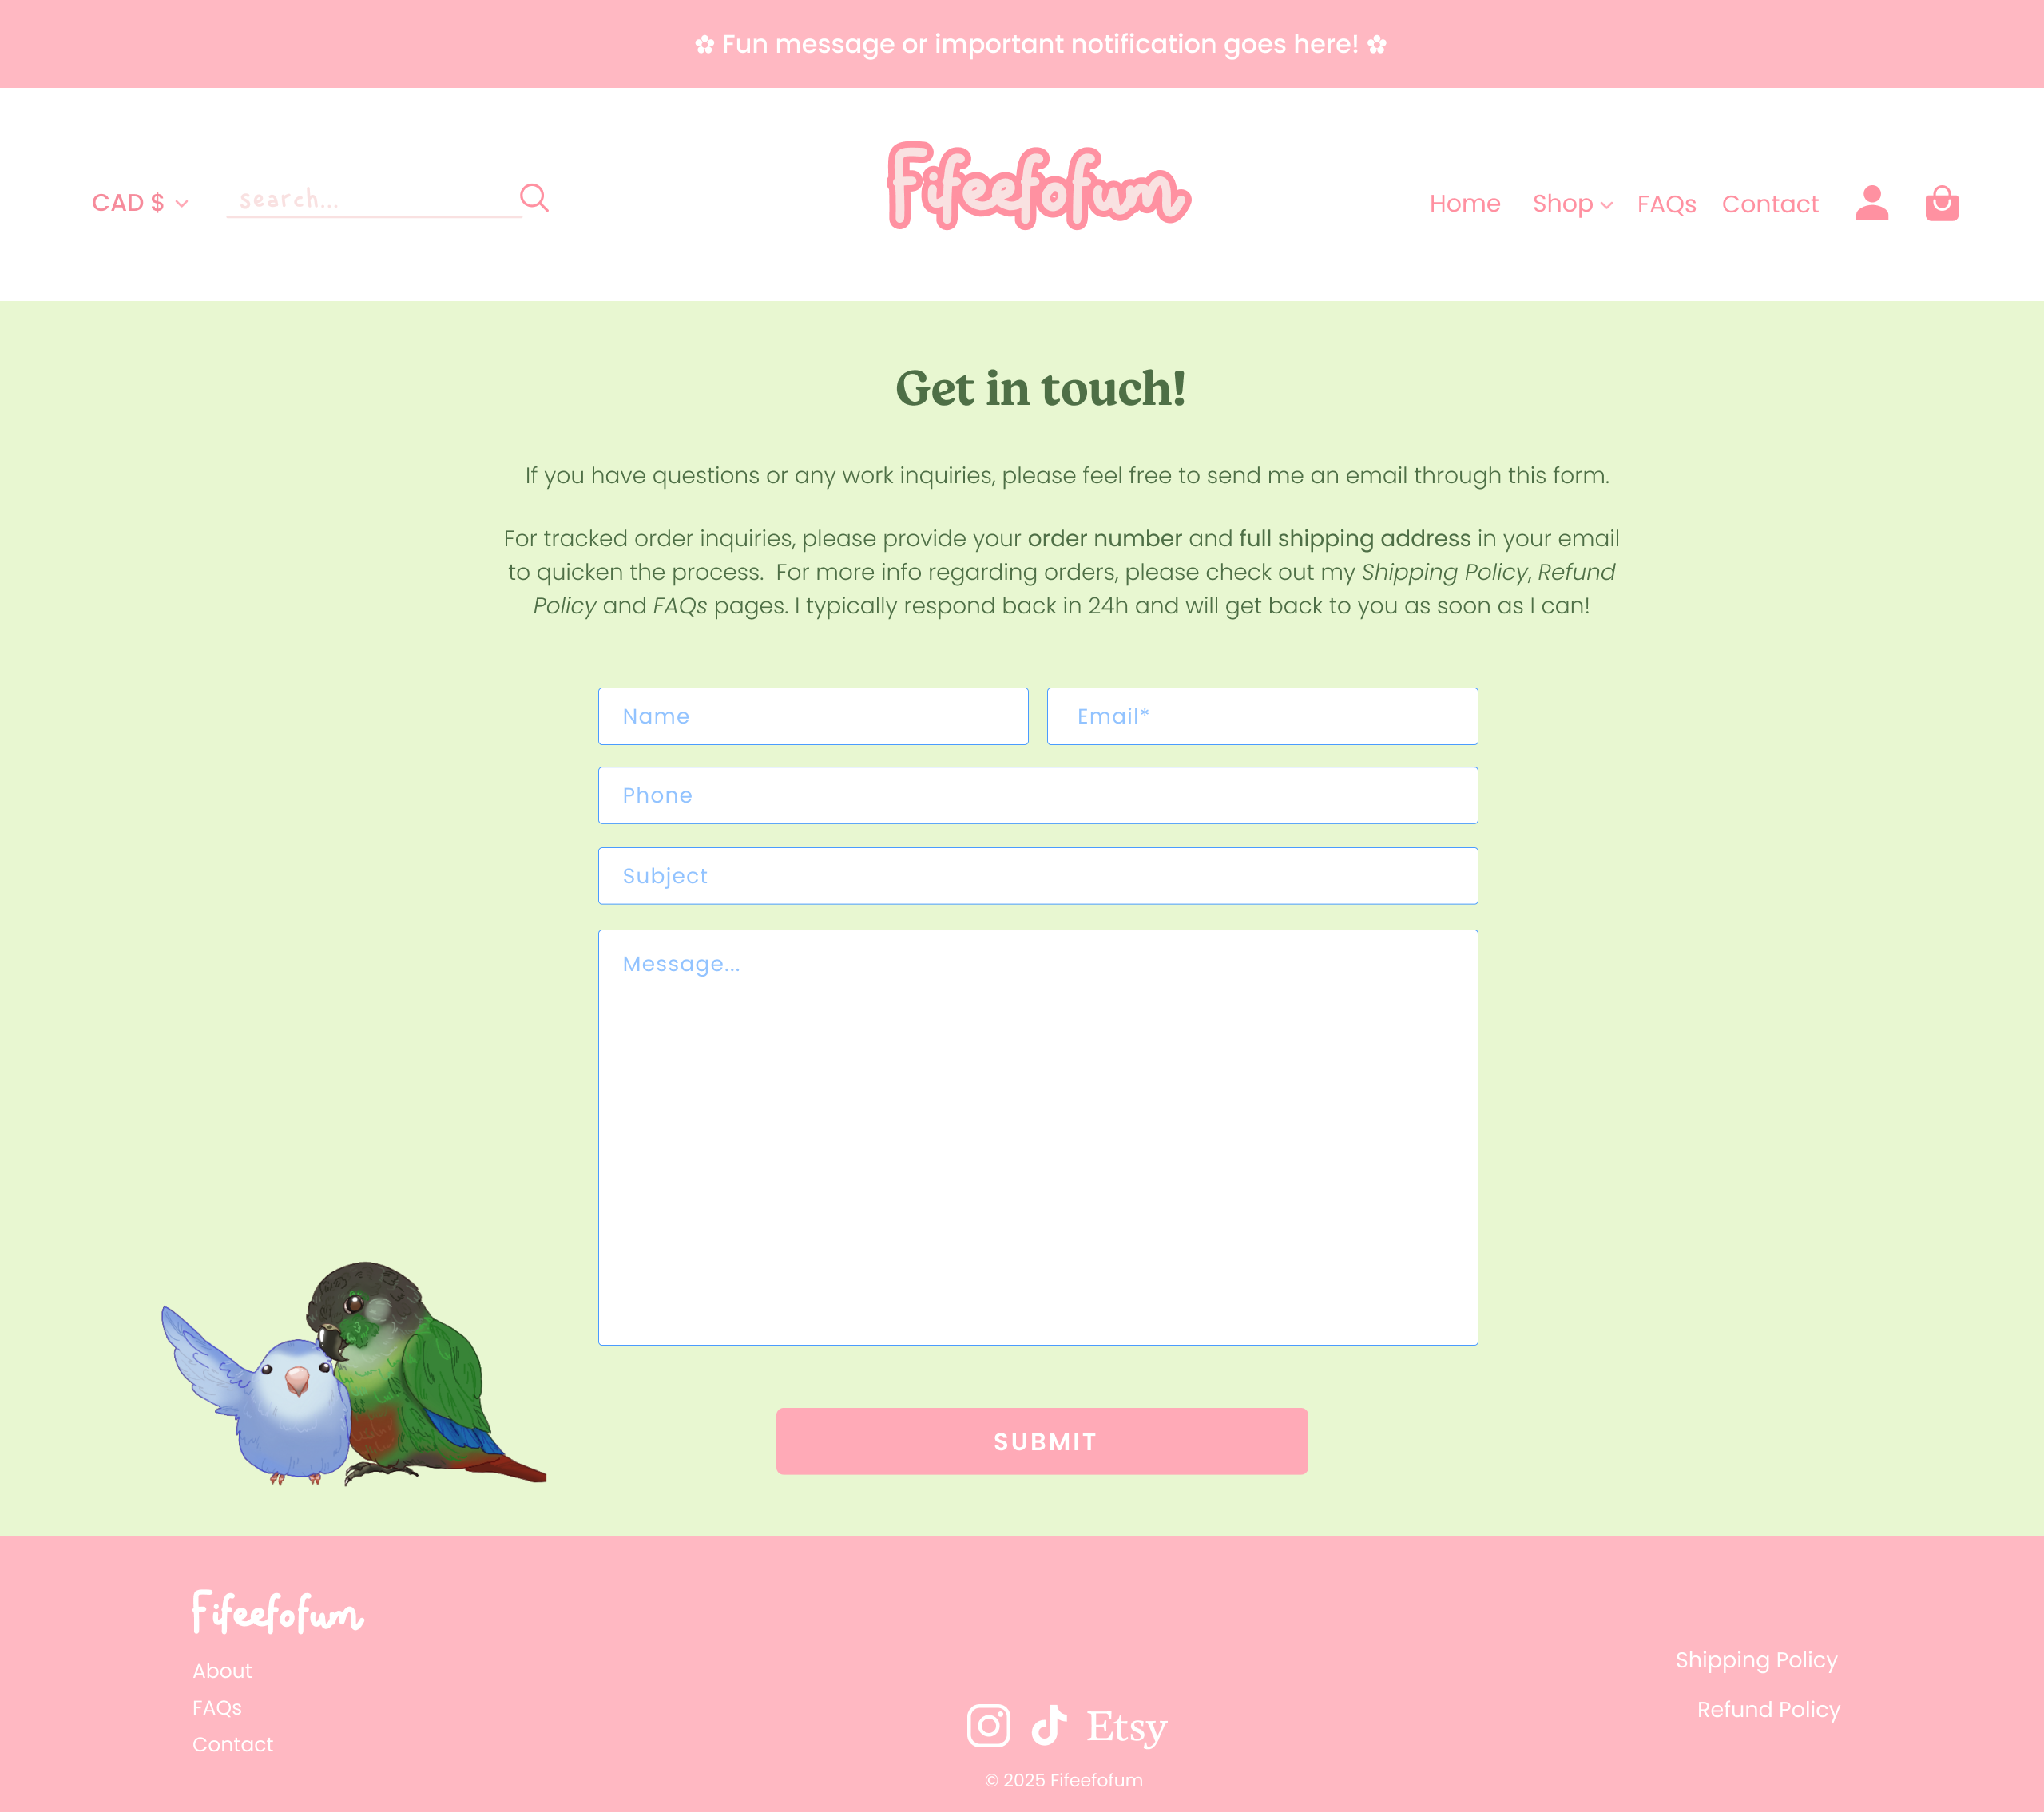 ✿ Fun message or important notification goes here! ✿
CAD $
search...
Fifeefofum
Home
Shop
FAQs
Contact
Get in touch!
If you have questions or any work inquiries, please feel free to send me an email through this form.
For tracked order inquiries, please provide your order number and full shipping address in your email
to quicken the process.  For more info regarding orders, please check out my Shipping Policy, Refund
Policy and FAQs pages. I typically respond back in 24h and will get back to you as soon as I can!
Name
Email*
Phone
Subject
Message...
SUBMIT
Fifeefofum
About
FAQs
Contact
Etsy
© 2025 Fifeefofum
Shipping Policy
Refund Policy